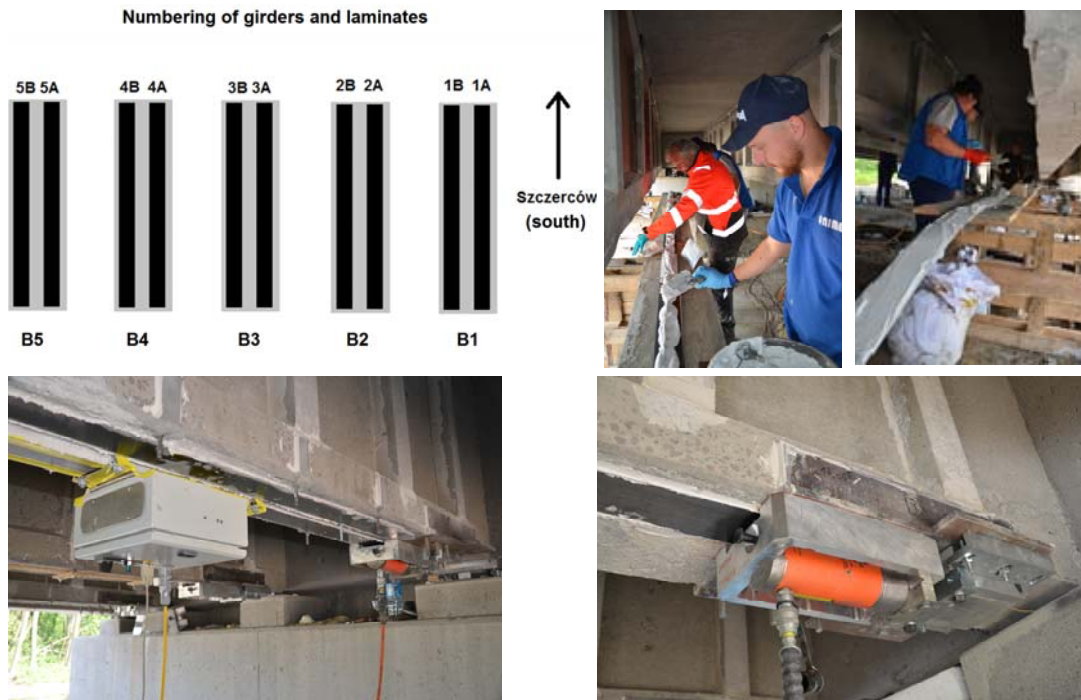 Numbering of girders and laminates
5B 5A
4B 4A
3B 3A
2B 2A
1B 1A
Szczerców
(south)
B5
B4
B3
B2
B1